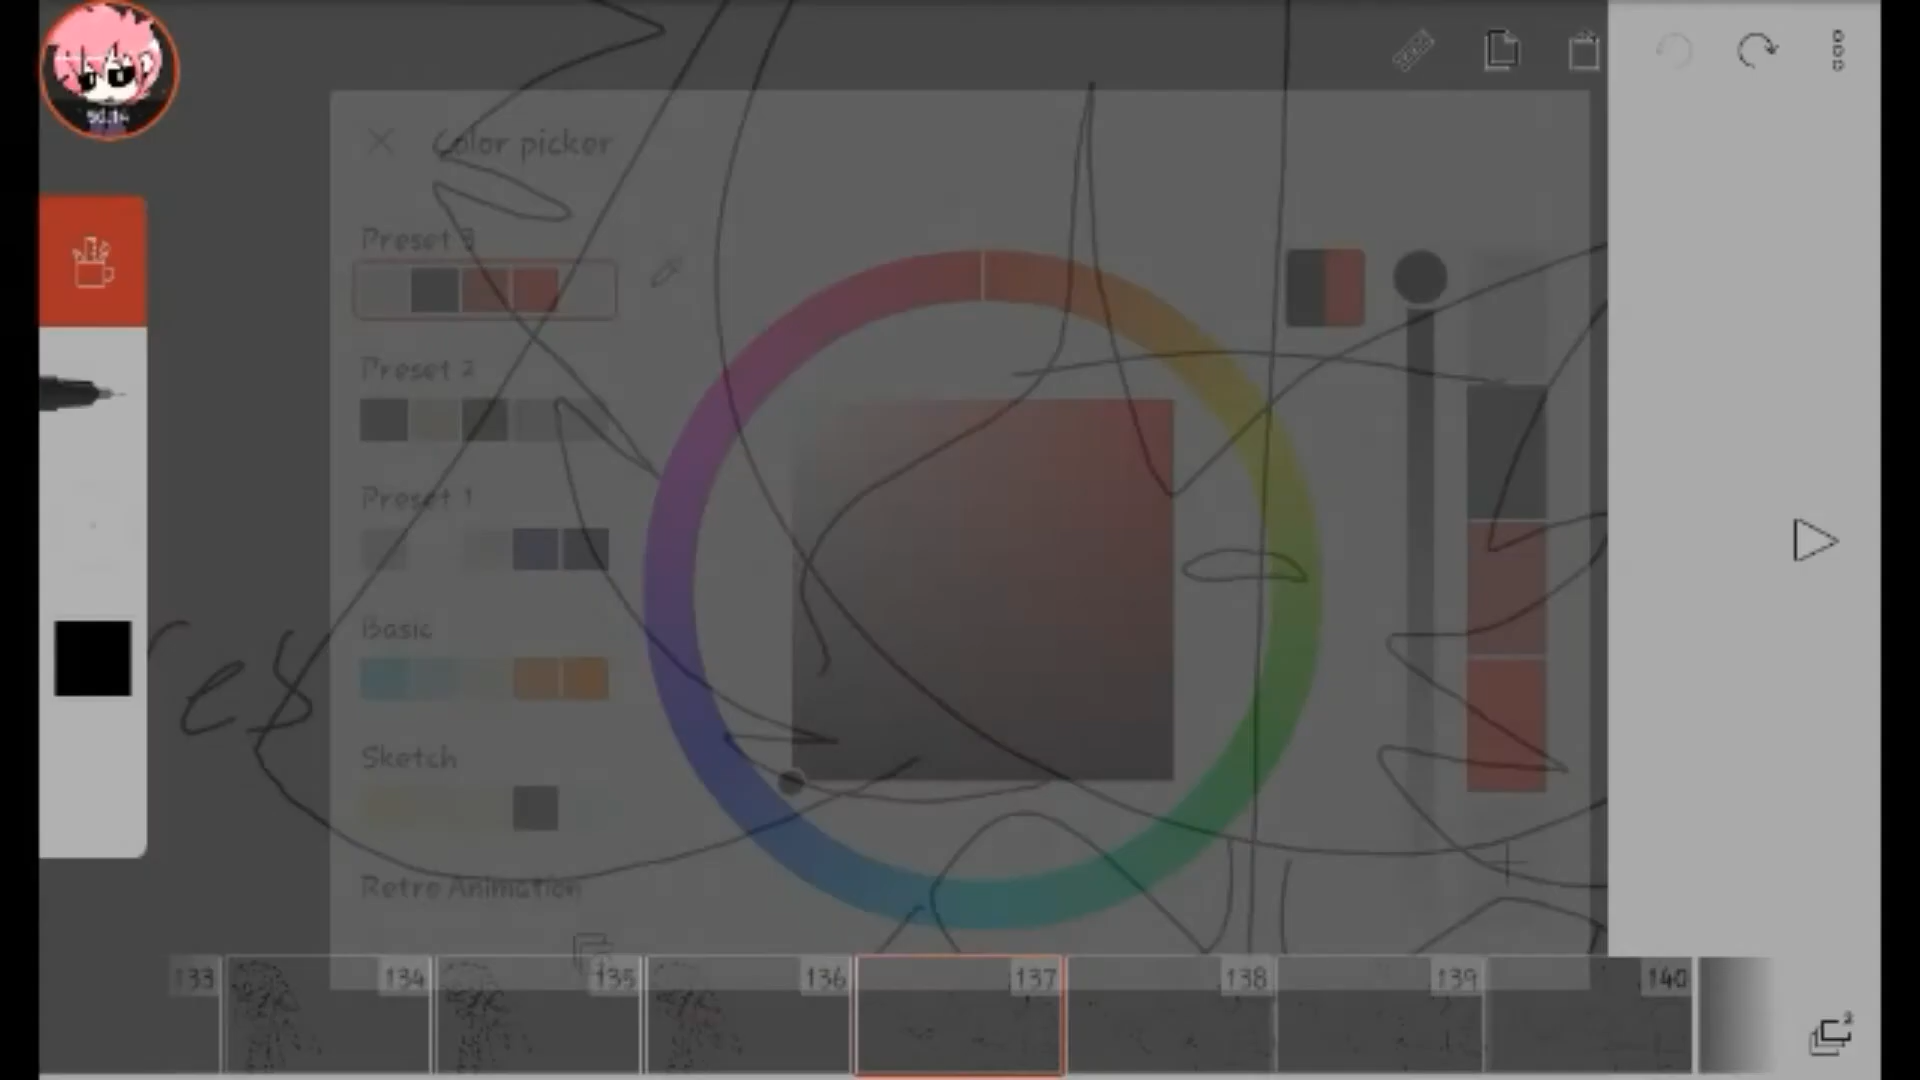 Color picker
Preset 3
Preset 2
Preset 1
Basic
Sketch
Retro Animation
133 134 135 136 137 138 139 140
2